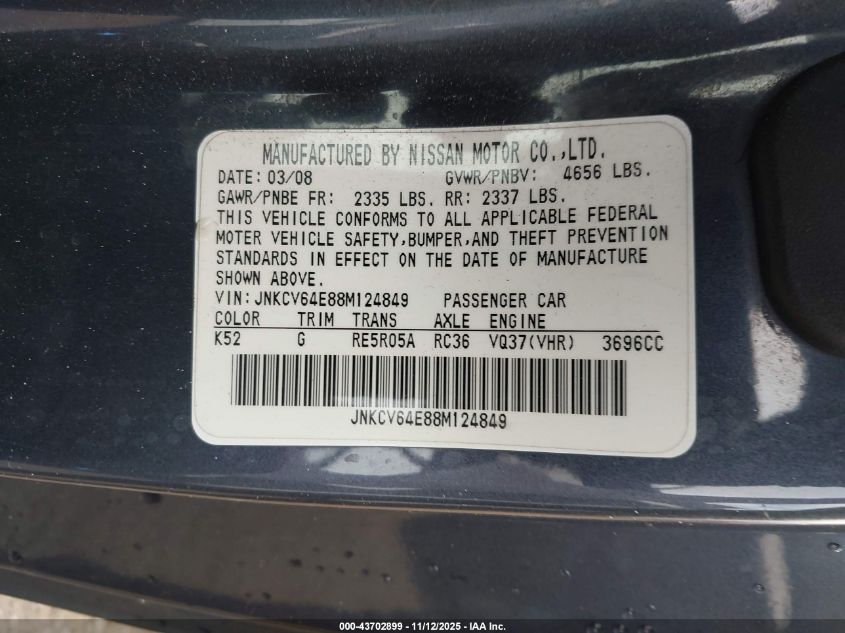 MANUFACTURED BY NISSAN MOTOR CO.,LTD.
DATE: 03/08 GVWR/PNBV: 4656 LBS.
GAWR/PNBE FR: 2335 LBS. RR: 2337 LBS.
THIS VEHICLE CONFORMS TO ALL APPLICABLE FEDERAL
MOTER VEHICLE SAFETY,BUMPER,AND THEFT PREVENTION
STANDARDS IN EFFECT ON THE DATE OF MANUFACTURE
SHOWN ABOVE.
VIN:JNKCV64E88M124849 PASSENGER CAR
COLOR TRIM TRANS AXLE ENGINE
K52 G RE5R05A RC36 VQ37(VHR) 3696CC
JNKCV64E88M124849
000-43702899 - 11/12/2025 - IAA Inc.